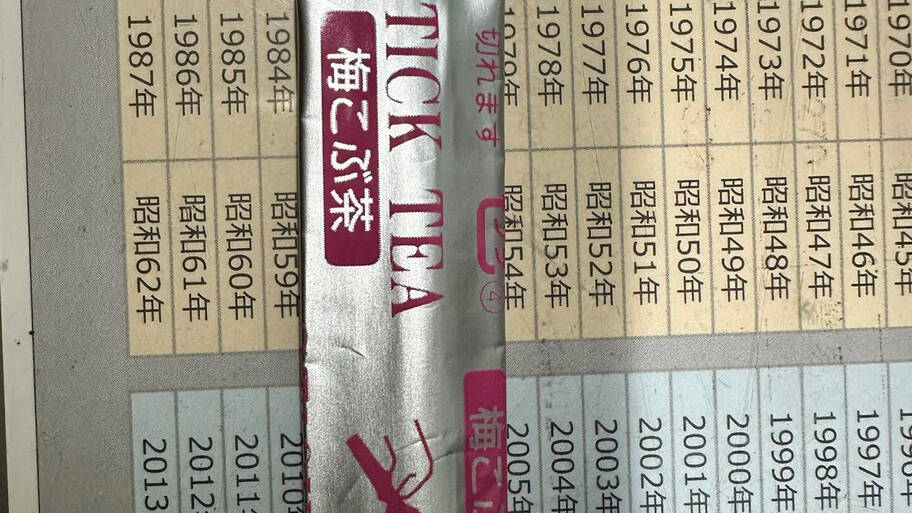 1970年 昭和45年
1971年 昭和46年 1997年
1972年 昭和47年 1998年
1973年 昭和48年 1999年
1974年 昭和49年 2000年
1975年 昭和50年 2001年
1976年 昭和51年 2002年
1977年 昭和52年 2003年
1978年 昭和53年 2004年
1979年 昭和54年 2005年
切れます ④ 梅こぶ
TICK TEA
梅こぶ茶
1984年 昭和59年 2010年
1985年 昭和60年 2011
1986年 昭和61年 2012
1987年 昭和62年 2013